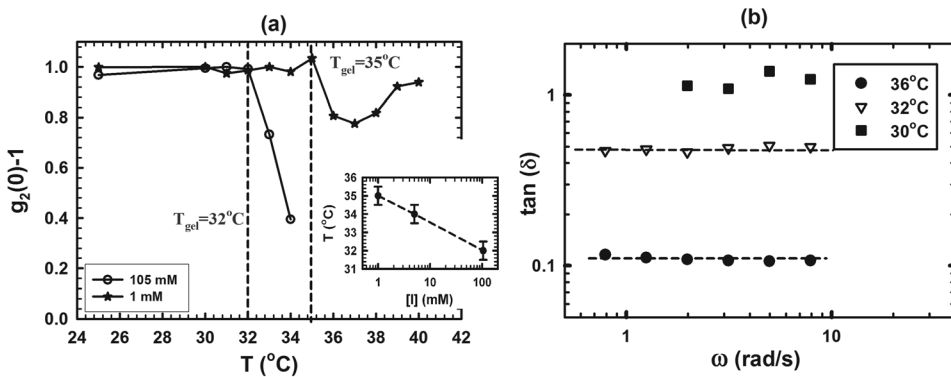 (a)
g₂(0)-1
1.0
0.8
0.6
0.4
0.2
0.0
T_gel=35°C
T_gel=32°C
105 mM
1 mM
24 26 28 30 32 34 36 38 40 42
T (°C)
T (°C)
36
35
34
33
32
31
1 10 100
[I] (mM)
(b)
tan (δ)
1
0.1
36°C
32°C
30°C
1 10
ω (rad/s)